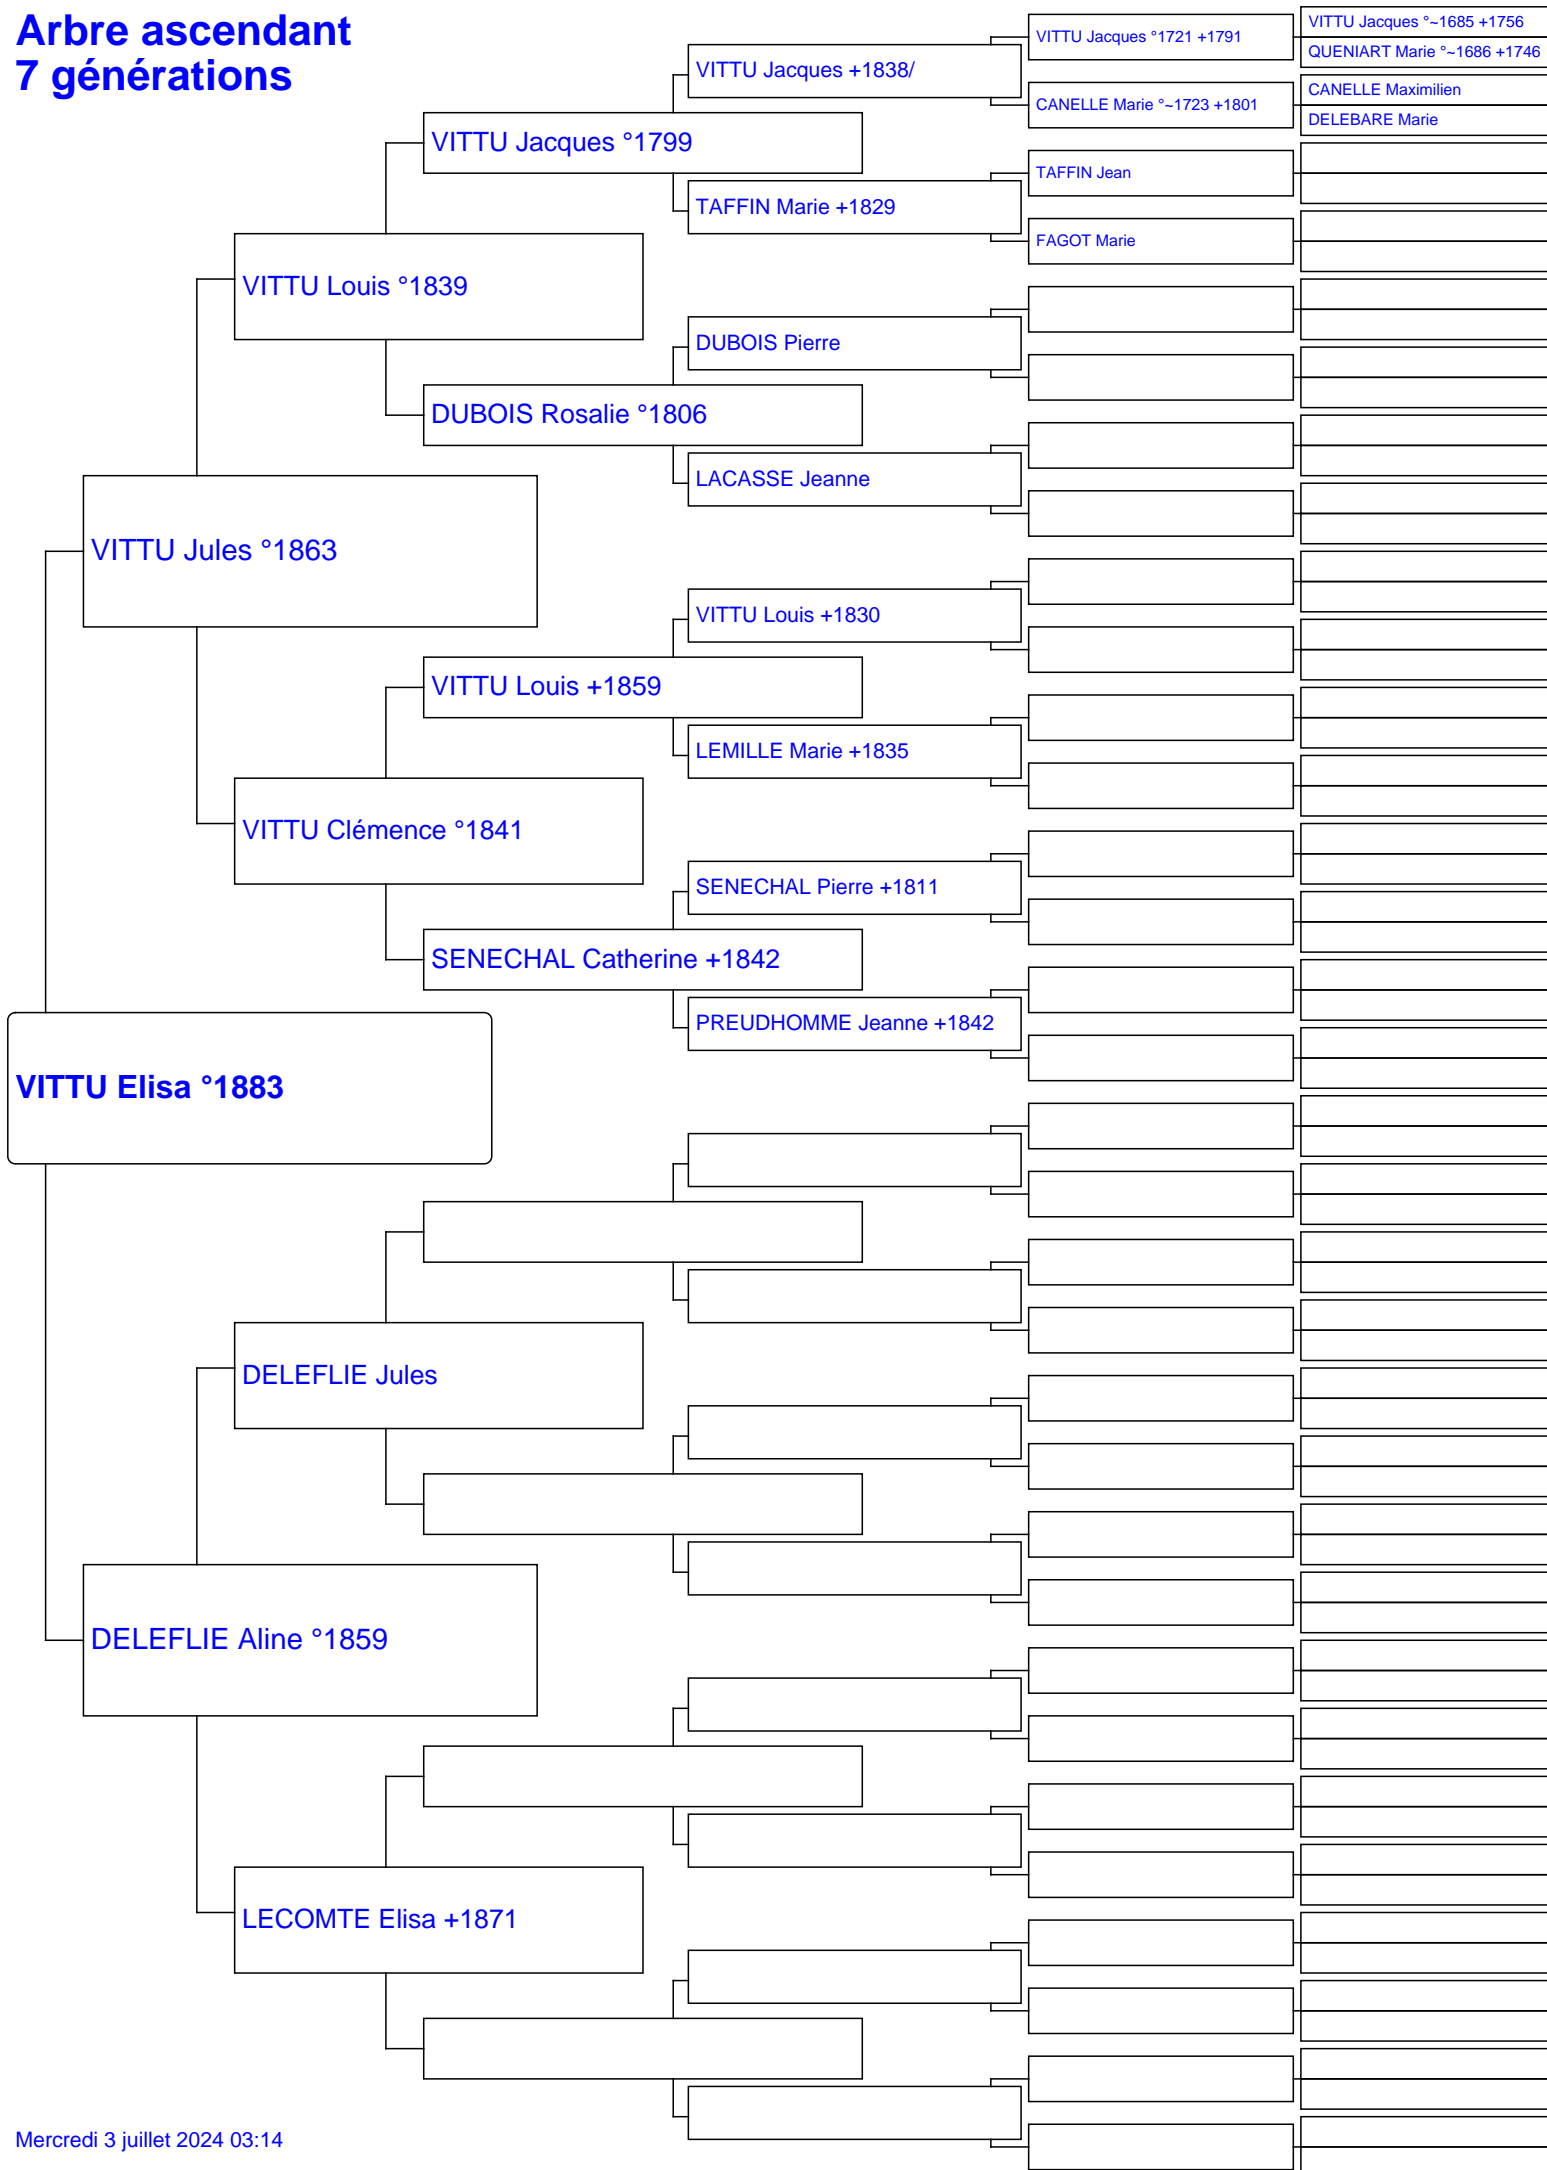 Arbre ascendant
7 générations
VITTU Jacques °~1685 +1756
VITTU Jacques °1721 +1791
QUENIART Marie °~1686 +1746
VITTU Jacques +1838/
CANELLE Maximilien
CANELLE Marie °~1723 +1801
DELEBARE Marie
VITTU Jacques °1799
TAFFIN Jean
TAFFIN Marie +1829
FAGOT Marie
VITTU Louis °1839
DUBOIS Pierre
DUBOIS Rosalie °1806
LACASSE Jeanne
VITTU Jules °1863
VITTU Louis +1830
VITTU Louis +1859
LEMILLE Marie +1835
VITTU Clémence °1841
SENECHAL Pierre +1811
SENECHAL Catherine +1842
PREUDHOMME Jeanne +1842
VITTU Elisa °1883
DELEFLIE Jules
DELEFLIE Aline °1859
LECOMTE Elisa +1871
Mercredi 3 juillet 2024 03:14